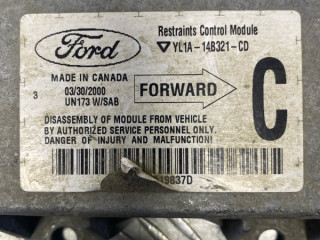 Ford
Restraints Control Module
YL1A-14B321-CD
MADE IN CANADA
3
03/30/2000
UN173 W/SAB
FORWARD
C
DISASSEMBLY OF MODULE FROM VEHICLE
BY AUTHORIZED SERVICE PERSONNEL ONLY.
DANGER OF INJURY AND MALFUNCTION!